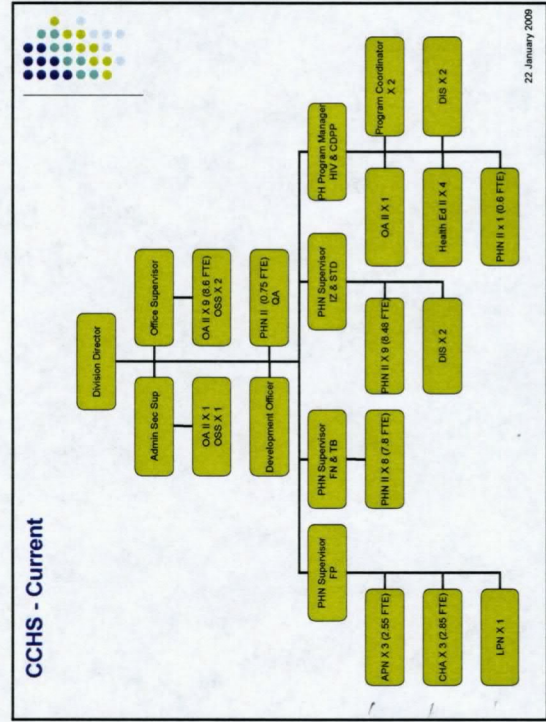 CCHS - Current
Division Director
Admin Sec Sup
Office Supervisor
OA II X 1
OSS X 1
OA II X 9 (8.6 FTE)
OSS X 2
Development Officer
PHN II (0.75 FTE)
QA
PHN Supervisor
FP
PHN Supervisor
FN & TB
PHN Supervisor
IZ & STD
PH Program Manager
HIV & CDPP
APN X 3 (2.55 FTE)
CHA X 3 (2.85 FTE)
LPN X 1
PHN II X 8 (7.8 FTE)
PHN II X 9 (8.48 FTE)
DIS X 2
OA II X 1
Program Coordinator
X 2
Health Ed II X 4
DIS X 2
PHN II x 1 (0.6 FTE)
22 January 2009